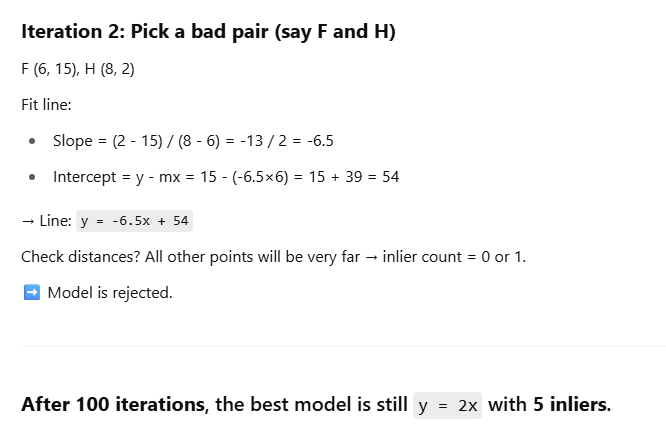 Iteration 2: Pick a bad pair (say F and H)
F (6, 15), H (8, 2)
Fit line:
• Slope = (2 - 15) / (8 - 6) = -13 / 2 = -6.5
• Intercept = y - mx = 15 - (-6.5×6) = 15 + 39 = 54
→ Line: y = -6.5x + 54
Check distances? All other points will be very far → inlier count = 0 or 1.
➡️ Model is rejected.
After 100 iterations, the best model is still y = 2x with 5 inliers.